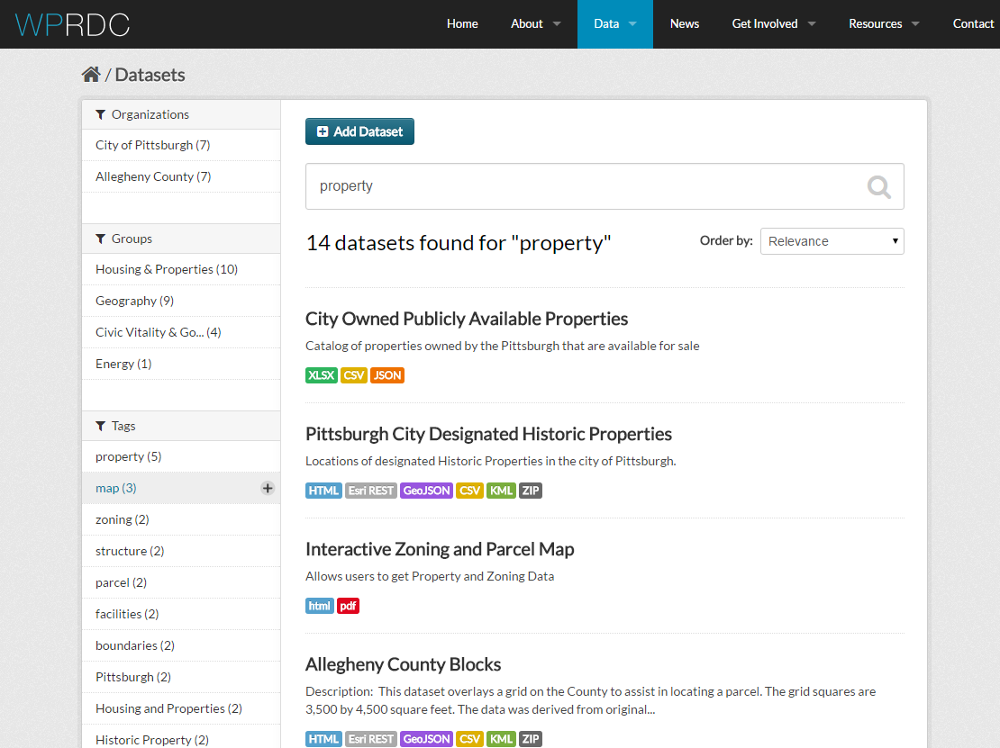 WPRDC
Home About Data News Get Involved Resources Contact
/ Datasets
Organizations
City of Pittsburgh (7)
Allegheny County (7)
Groups
Housing & Properties (10)
Geography (9)
Civic Vitality & Go... (4)
Energy (1)
Tags
property (5)
map (3)
zoning (2)
structure (2)
parcel (2)
facilities (2)
boundaries (2)
Pittsburgh (2)
Housing and Properties (2)
Historic Property (2)
Add Dataset
property
14 datasets found for "property"
Order by: Relevance
City Owned Publicly Available Properties
Catalog of properties owned by the Pittsburgh that are available for sale
XLSX CSV JSON
Pittsburgh City Designated Historic Properties
Locations of designated Historic Properties in the city of Pittsburgh.
HTML Esri REST GeoJSON CSV KML ZIP
Interactive Zoning and Parcel Map
Allows users to get Property and Zoning Data
html pdf
Allegheny County Blocks
Description: This dataset overlays a grid on the County to assist in locating a parcel. The grid squares are
3,500 by 4,500 square feet. The data was derived from original...
HTML Esri REST GeoJSON CSV KML ZIP